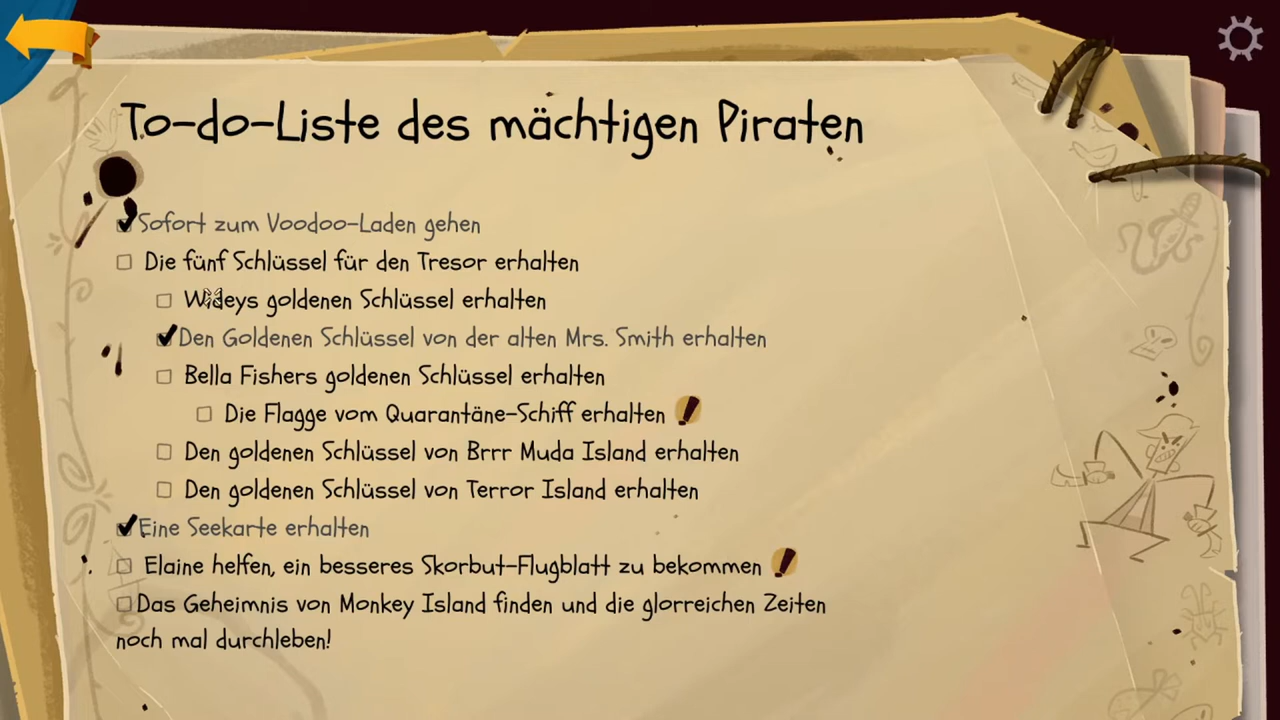 To-do-Liste des mächtigen Piraten
Sofort zum Voodoo-Laden gehen
Die fünf Schlüssel für den Tresor erhalten
Wideys goldenen Schlüssel erhalten
Den Goldenen Schlüssel von der alten Mrs. Smith erhalten
Bella Fishers goldenen Schlüssel erhalten
Die Flagge vom Quarantäne-Schiff erhalten !
Den goldenen Schlüssel von Brrr Muda Island erhalten
Den goldenen Schlüssel von Terror Island erhalten
Eine Seekarte erhalten
Elaine helfen, ein besseres Skorbut-Flugblatt zu bekommen !
Das Geheimnis von Monkey Island finden und die glorreichen Zeiten
noch mal durchleben!